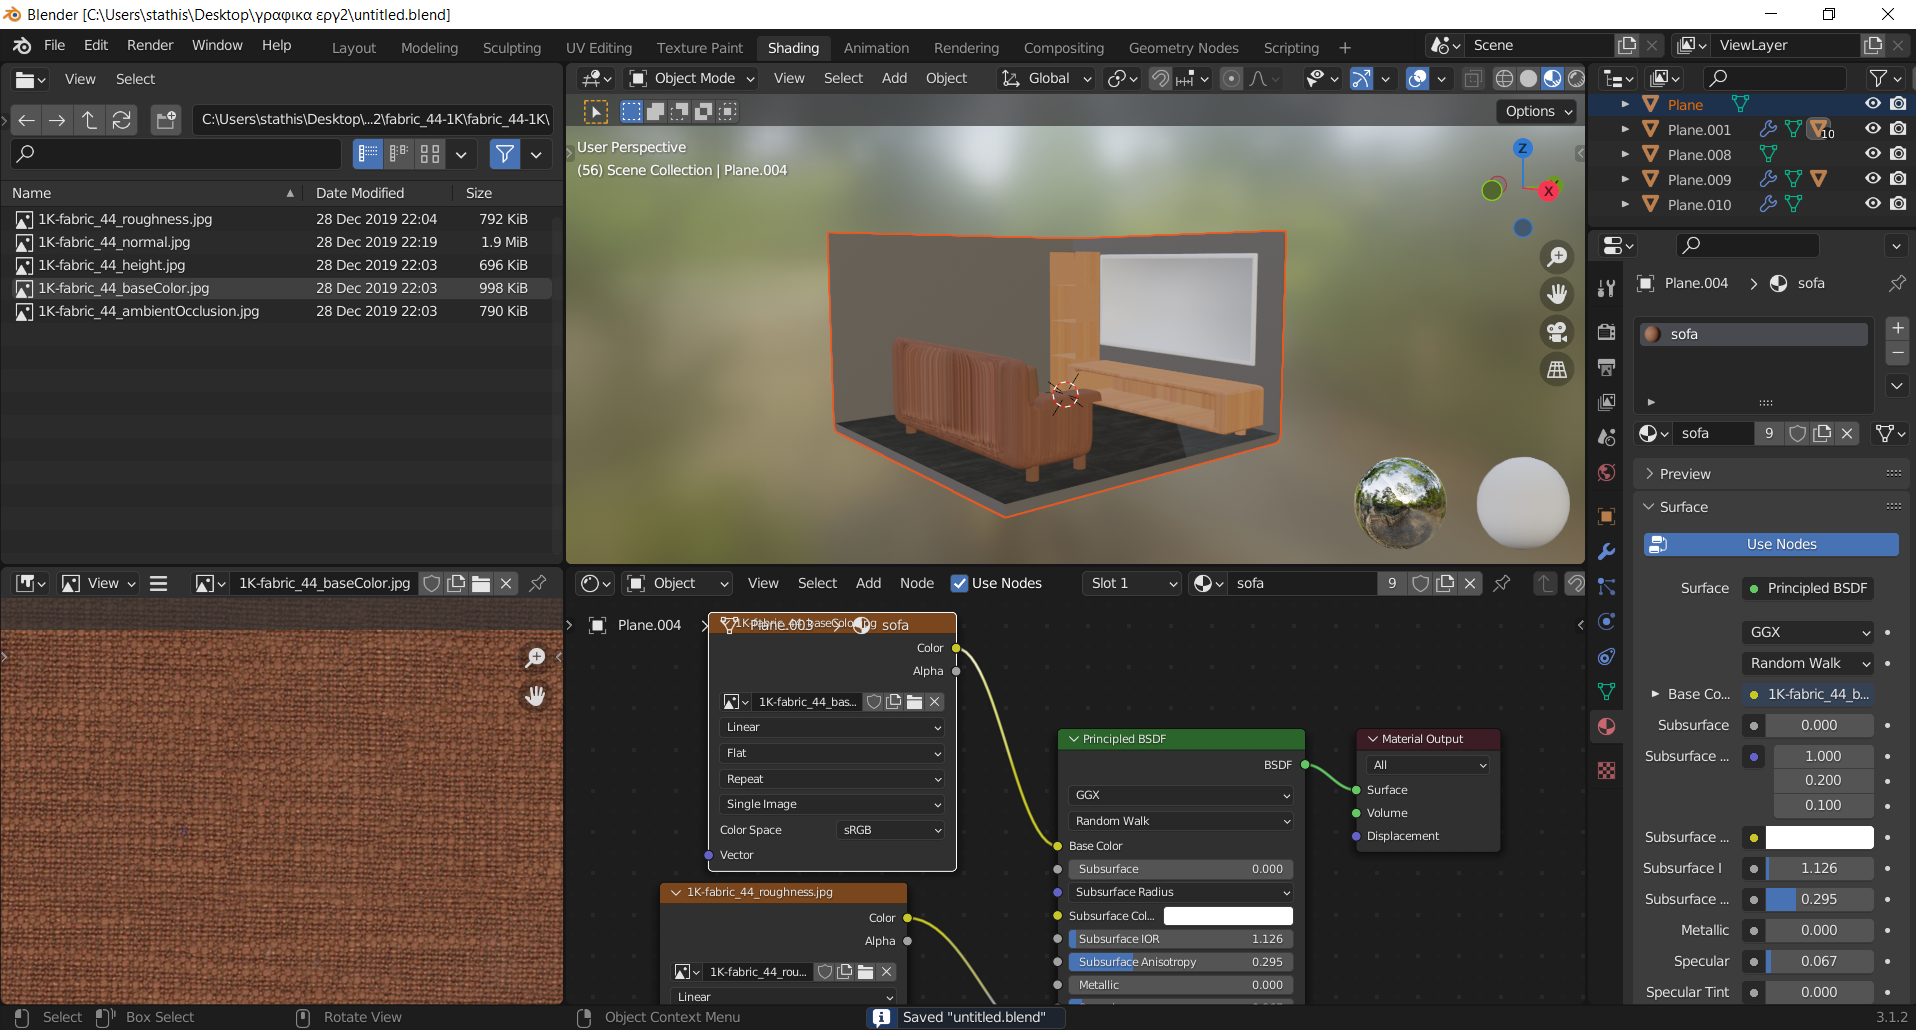 Blender [C:\Users\stathis\Desktop\γραφικα εργ2\untitled.blend]
File Edit Render Window Help
Layout Modeling Sculpting UV Editing Texture Paint Shading Animation Rendering Compositing Geometry Nodes Scripting
Scene
ViewLayer
View Select
C:\Users\stathis\Desktop\...2\fabric_44-1K\fabric_44-1K\
Name Date Modified Size
1K-fabric_44_roughness.jpg 28 Dec 2019 22:04 792 KiB
1K-fabric_44_normal.jpg 28 Dec 2019 22:19 1.9 MiB
1K-fabric_44_height.jpg 28 Dec 2019 22:03 696 KiB
1K-fabric_44_baseColor.jpg 28 Dec 2019 22:03 998 KiB
1K-fabric_44_ambientOcclusion.jpg 28 Dec 2019 22:03 790 KiB
Object Mode View Select Add Object Global
Options
User Perspective
(56) Scene Collection | Plane.004
Z
X
Plane
Plane.001 10
Plane.008
Plane.009
Plane.010
Plane.004 > sofa
sofa
sofa 9
Preview
Surface
Use Nodes
Surface Principled BSDF
GGX
Random Walk
Base Co... 1K-fabric_44_b...
Subsurface 0.000
Subsurface ... 1.000
0.200
0.100
Subsurface ...
Subsurface I 1.126
Subsurface ... 0.295
Metallic 0.000
Specular 0.067
Specular Tint 0.000
View 1K-fabric_44_baseColor.jpg
Object View Select Add Node Use Nodes Slot 1 sofa 9
Plane.004 > Plane.003 > sofa
1K-fabric_44_baseColor.jpg
Color
Alpha
1K-fabric_44_bas...
Linear
Flat
Repeat
Single Image
Color Space sRGB
Vector
1K-fabric_44_roughness.jpg
Color
Alpha
1K-fabric_44_rou...
Linear
Principled BSDF
BSDF
GGX
Random Walk
Base Color
Subsurface 0.000
Subsurface Radius
Subsurface Col...
Subsurface IOR 1.126
Subsurface Anisotropy 0.295
Metallic 0.000
Material Output
All
Surface
Volume
Displacement
Select Box Select Rotate View Object Context Menu
Saved "untitled.blend"
3.1.2